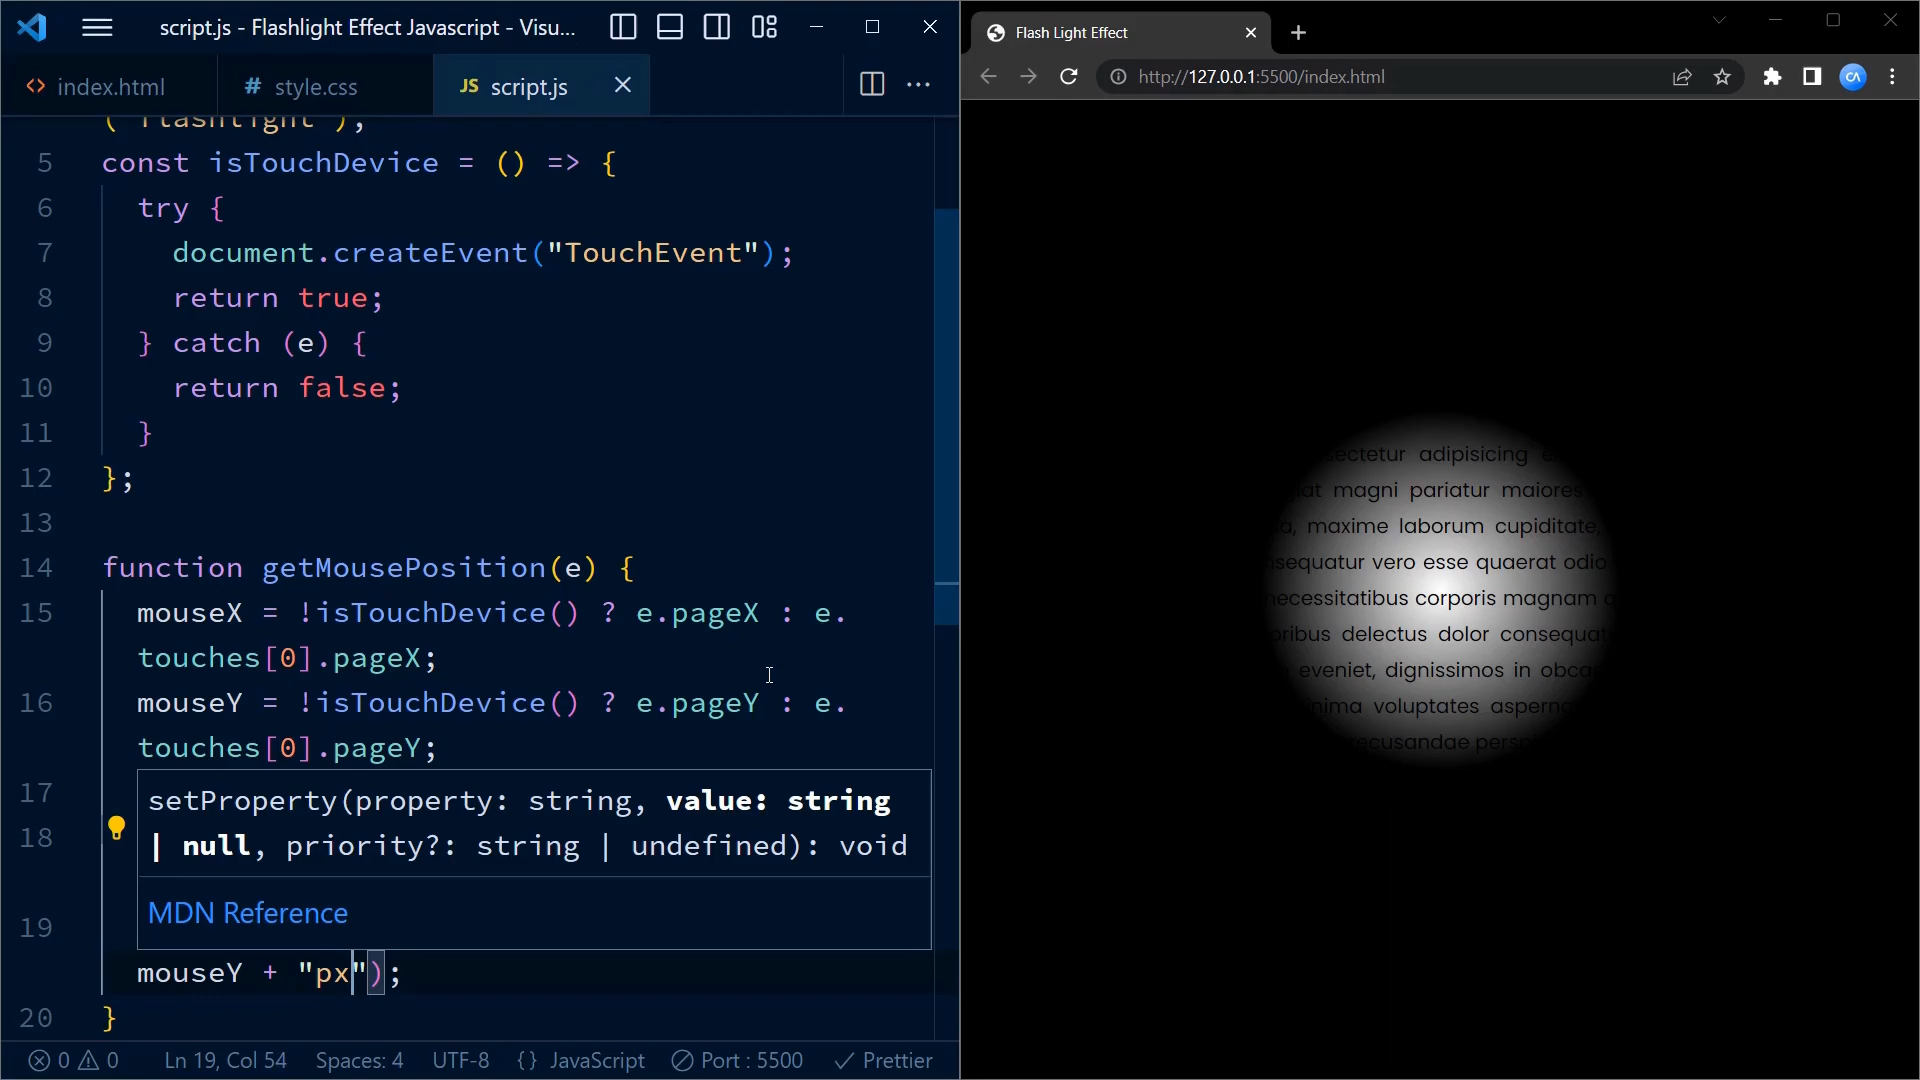 script.js - Flashlight Effect Javascript - Visu...
index.html
# style.css
JS script.js
("flashlight");
5 const isTouchDevice = () => {
6 try {
7 document.createEvent("TouchEvent");
8 return true;
9 } catch (e) {
10 return false;
11 }
12 };
13
14 function getMousePosition(e) {
15 mouseX = !isTouchDevice() ? e.pageX : e.
touches[0].pageX;
16 mouseY = !isTouchDevice() ? e.pageY : e.
touches[0].pageY;
17
18
19
setProperty(property: string, value: string
| null, priority?: string | undefined): void
MDN Reference
mouseY + "px");
20 }
0 0 Ln 19, Col 54 Spaces: 4 UTF-8 {} JavaScript Port : 5500 Prettier
Flash Light Effect
http://127.0.0.1:5500/index.html
CA
sectetur adipisicing
magni pariatur maiores
maxime laborum cupiditate,
nsequatur vero esse quaerat odio
necessitatibus corporis magnam
oribus delectus dolor consequat
eveniet, dignissimos in obca
nima voluptates asperna
recusandae persp